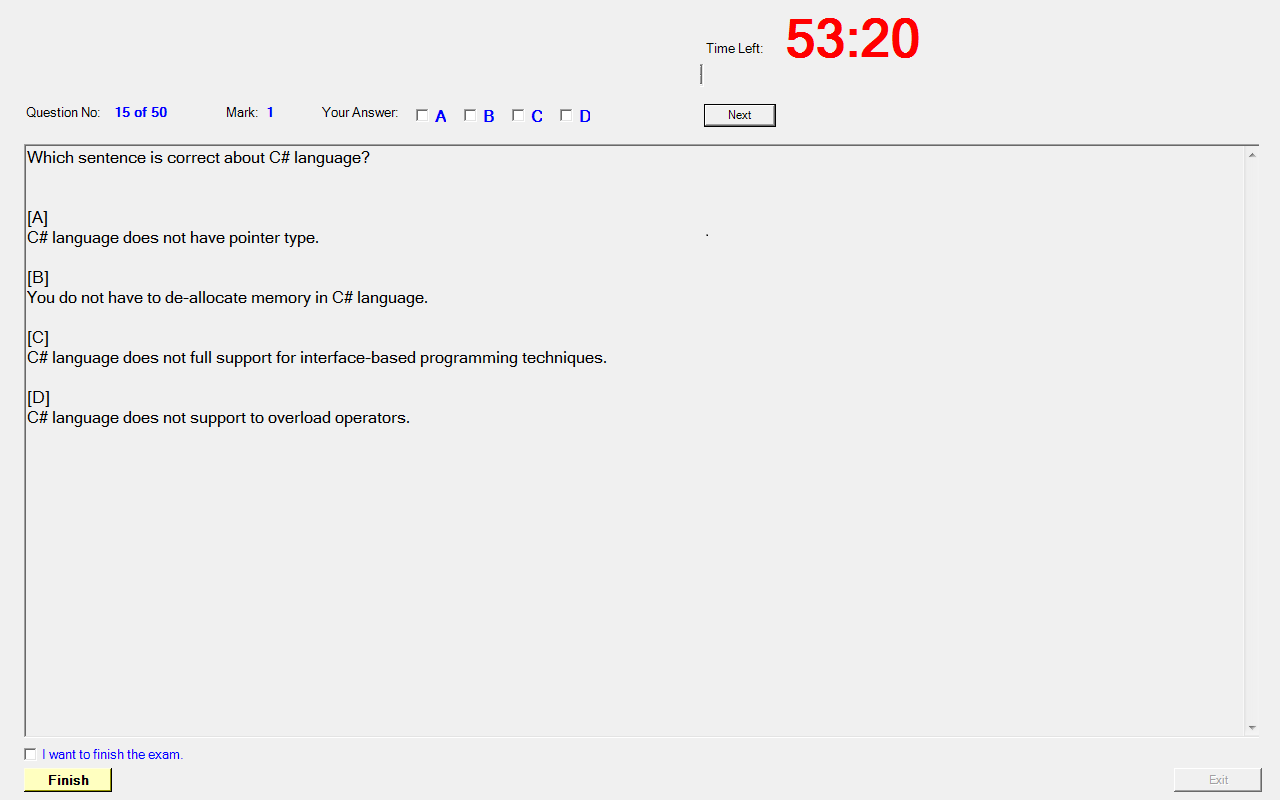 Time Left: 53:20
Question No: 15 of 50 Mark: 1 Your Answer: A B C D Next
Which sentence is correct about C# language?
[A]
C# language does not have pointer type.
[B]
You do not have to de-allocate memory in C# language.
[C]
C# language does not full support for interface-based programming techniques.
[D]
C# language does not support to overload operators.
I want to finish the exam.
Finish Exit